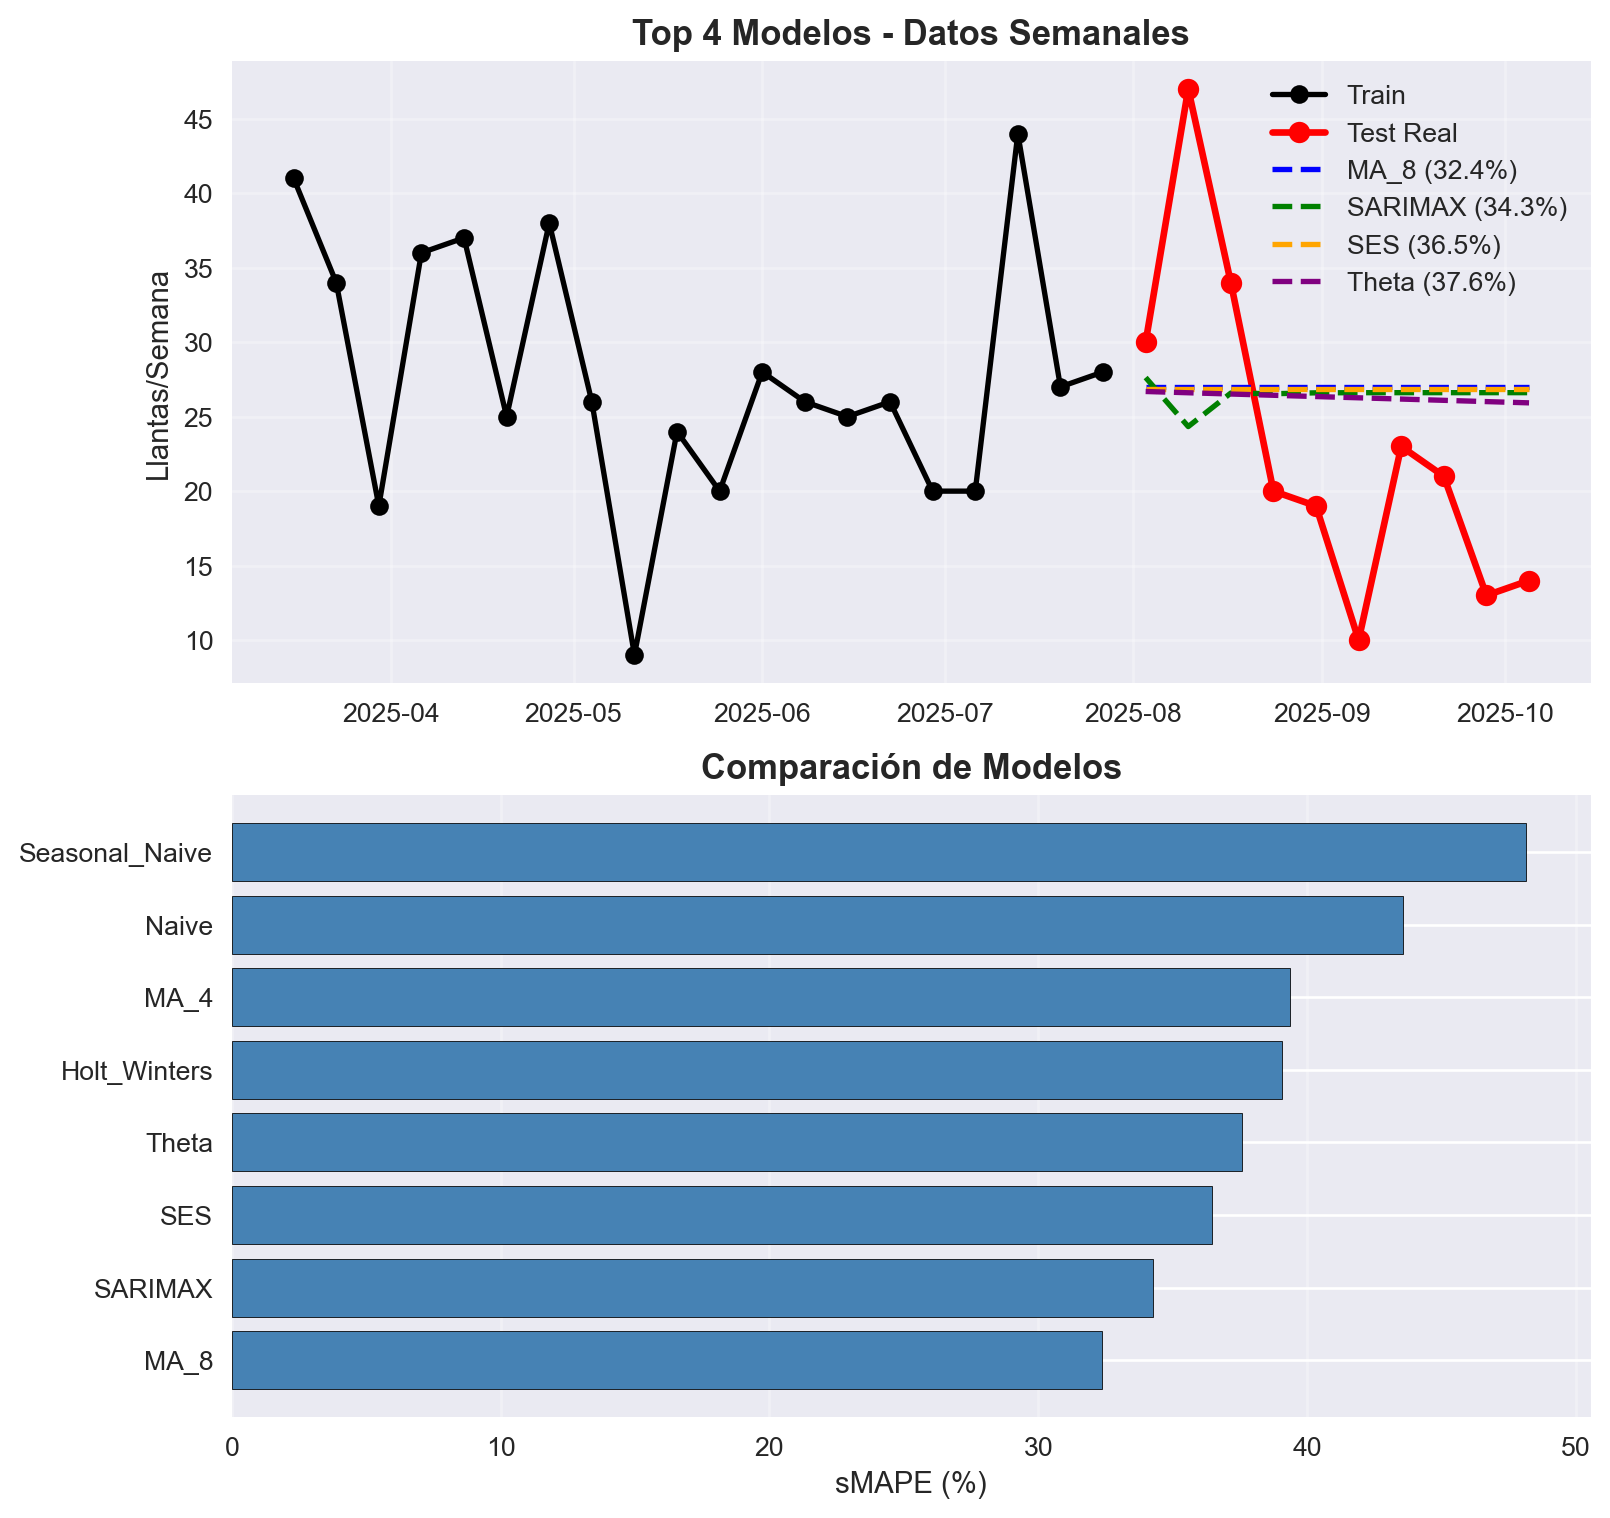 Top 4 Modelos - Datos Semanales
Train
Test Real
MA_8 (32.4%)
SARIMAX (34.3%)
SES (36.5%)
Theta (37.6%)
Llantas/Semana
45
40
35
30
25
20
15
10
2025-04
2025-05
2025-06
2025-07
2025-08
2025-09
2025-10
Comparación de Modelos
Seasonal_Naive
Naive
MA_4
Holt_Winters
Theta
SES
SARIMAX
MA_8
0
10
20
30
40
50
sMAPE (%)